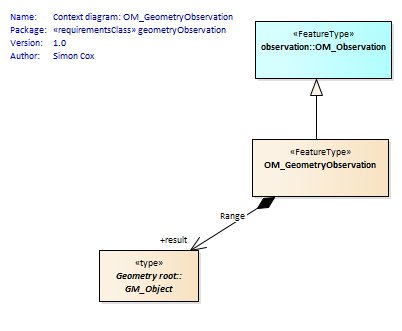 Name: Context diagram: OM_GeometryObservation
Package: «requirementsClass» geometryObservation
Version: 1.0
Author: Simon Cox
«FeatureType»
observation::OM_Observation
«FeatureType»
OM_GeometryObservation
Range
+result
«type»
Geometry root::
GM_Object